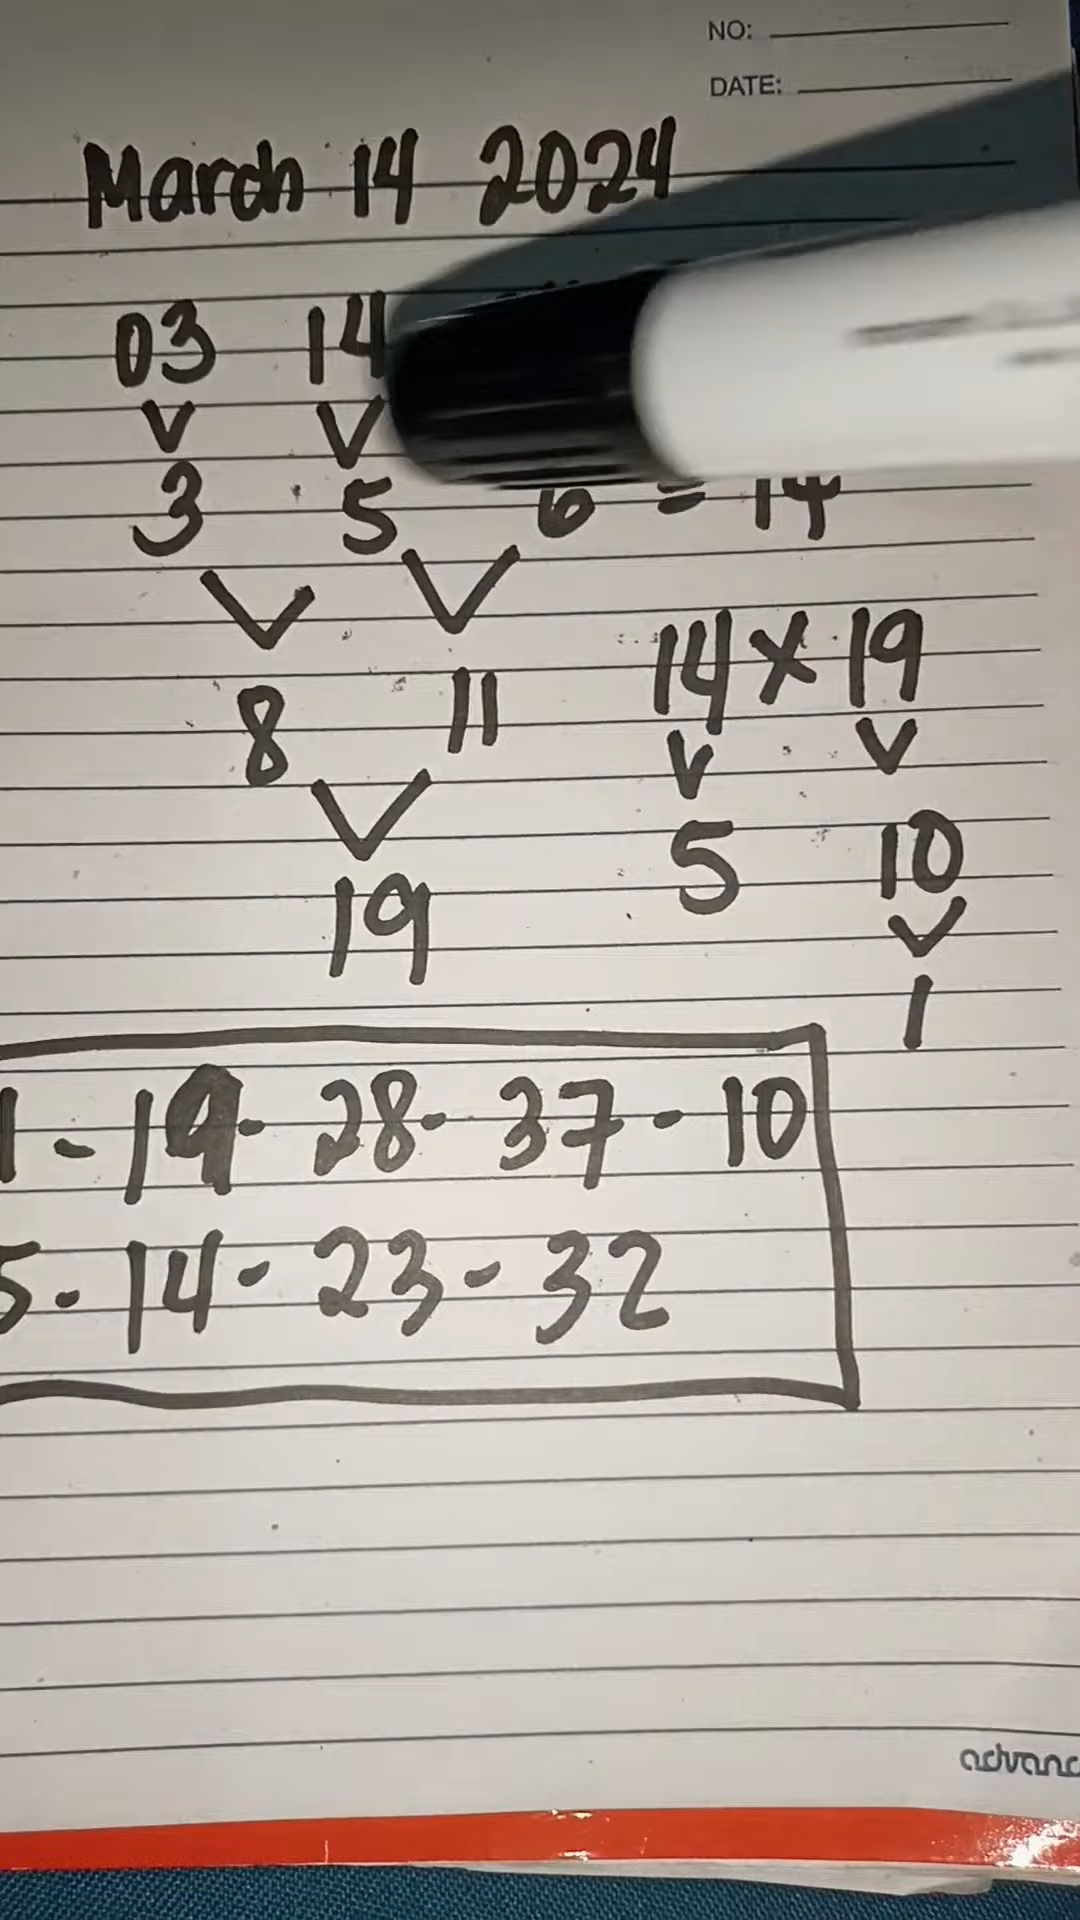 NO:
DATE:
March 14 2024
03 14
3 5 6 = 14
14 x 19
8 11
5 10
19
1
1 - 19 - 28 - 37 - 10
5 - 14 - 23 - 32
advanc